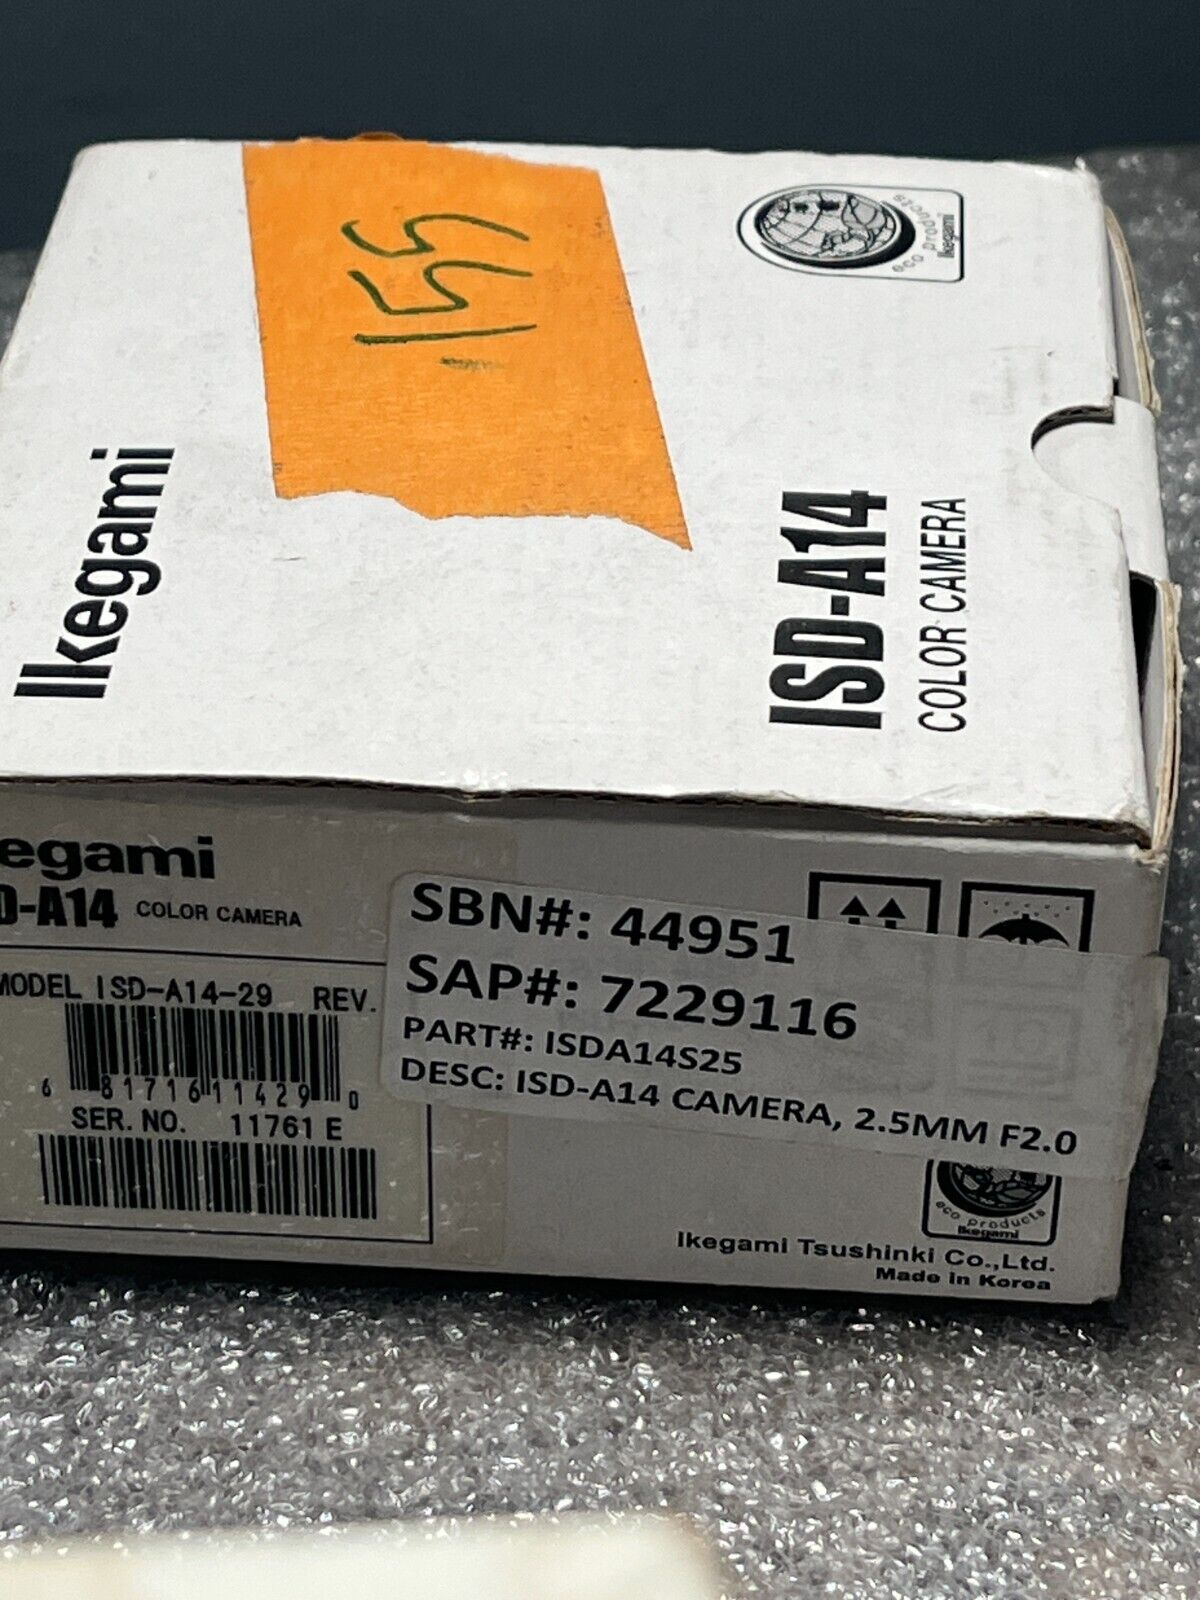 155
eco products
Ikegami
Ikegami
ISD-A14
COLOR CAMERA
egami
D-A14 COLOR CAMERA
MODEL ISD-A14-29 REV.
6 81716 11429 0
SER. NO. 11761 E
SBN#: 44951
SAP#: 7229116
PART#: ISDA14S25
DESC: ISD-A14 CAMERA, 2.5MM F2.0
eco products
Ikegami
Ikegami Tsushinki Co.,Ltd.
Made in Korea